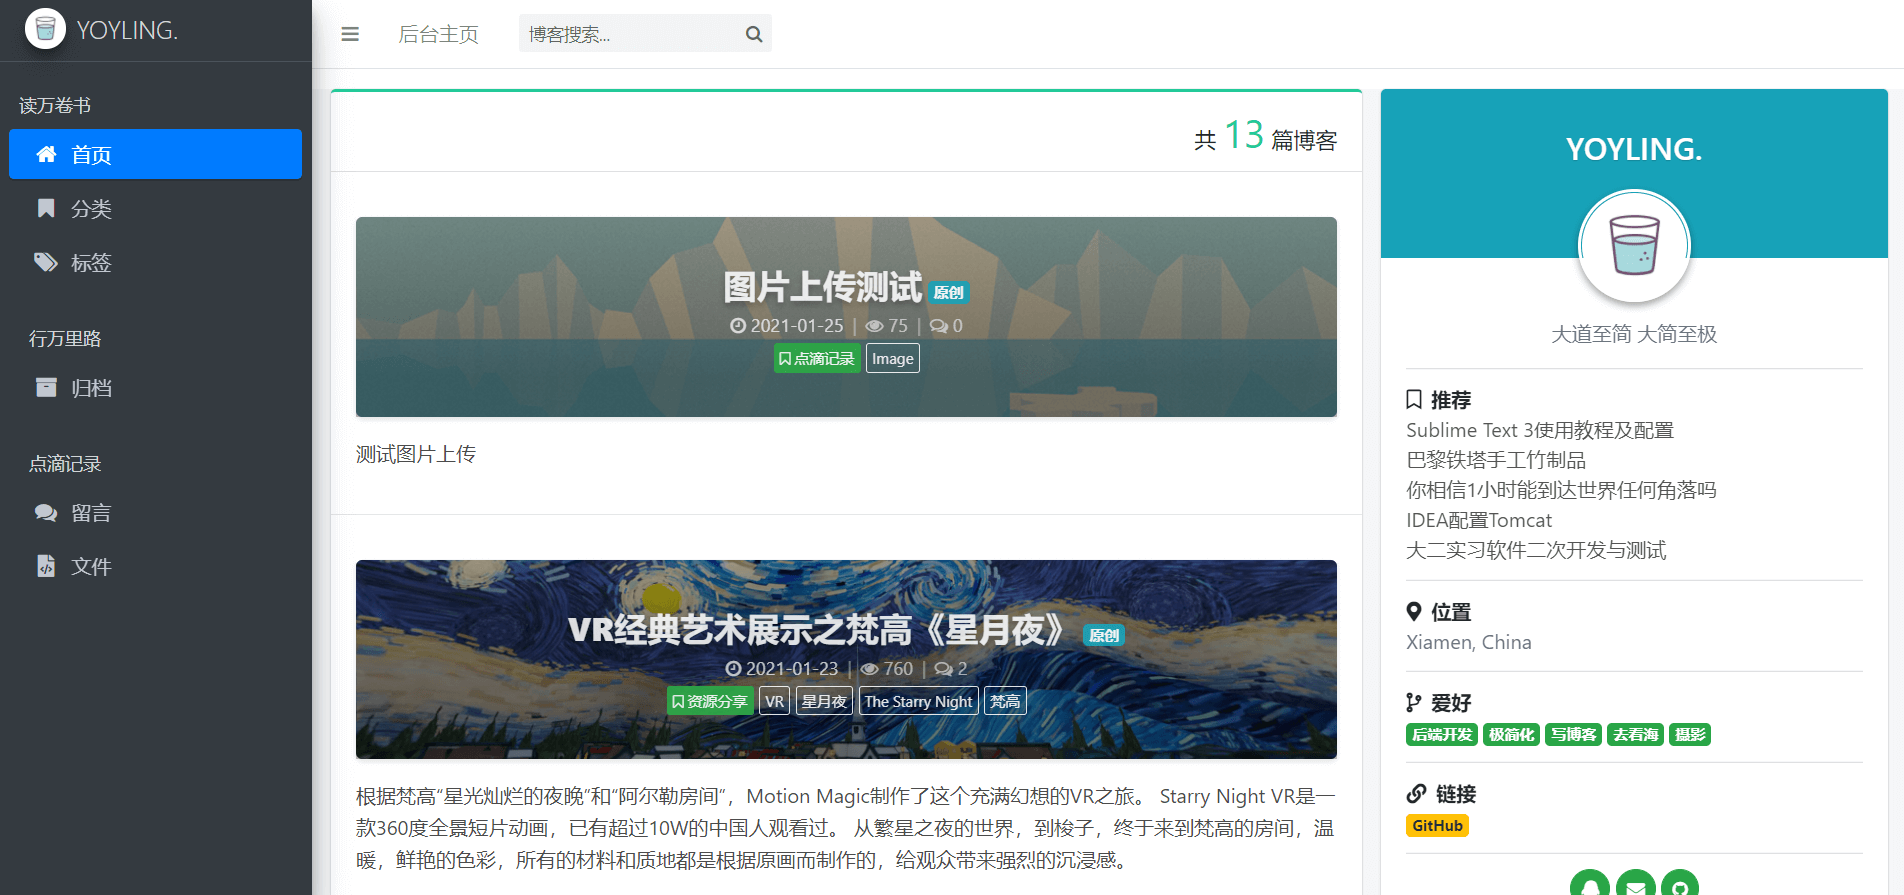 YOYLING.
读万卷书
首页
分类
标签
行万里路
归档
点滴记录
留言
文件
后台主页
博客搜索...
共 13 篇博客
图片上传测试 原创
2021-01-25 | 75 | 0
点滴记录 Image
测试图片上传
VR经典艺术展示之梵高《星月夜》 原创
2021-01-23 | 760 | 2
资源分享 VR 星月夜 The Starry Night 梵高
根据梵高“星光灿烂的夜晚”和“阿尔勒房间”，Motion Magic制作了这个充满幻想的VR之旅。 Starry Night VR是一
款360度全景短片动画，已有超过10W的中国人观看过。 从繁星之夜的世界，到梭子，终于来到梵高的房间，温
暖，鲜艳的色彩，所有的材料和质地都是根据原画而制作的，给观众带来强烈的沉浸感。
YOYLING.
大道至简 大简至极
推荐
Sublime Text 3使用教程及配置
巴黎铁塔手工竹制品
你相信1小时能到达世界任何角落吗
IDEA配置Tomcat
大二实习软件二次开发与测试
位置
Xiamen, China
爱好
后端开发 极简化 写博客 去看海 摄影
链接
GitHub